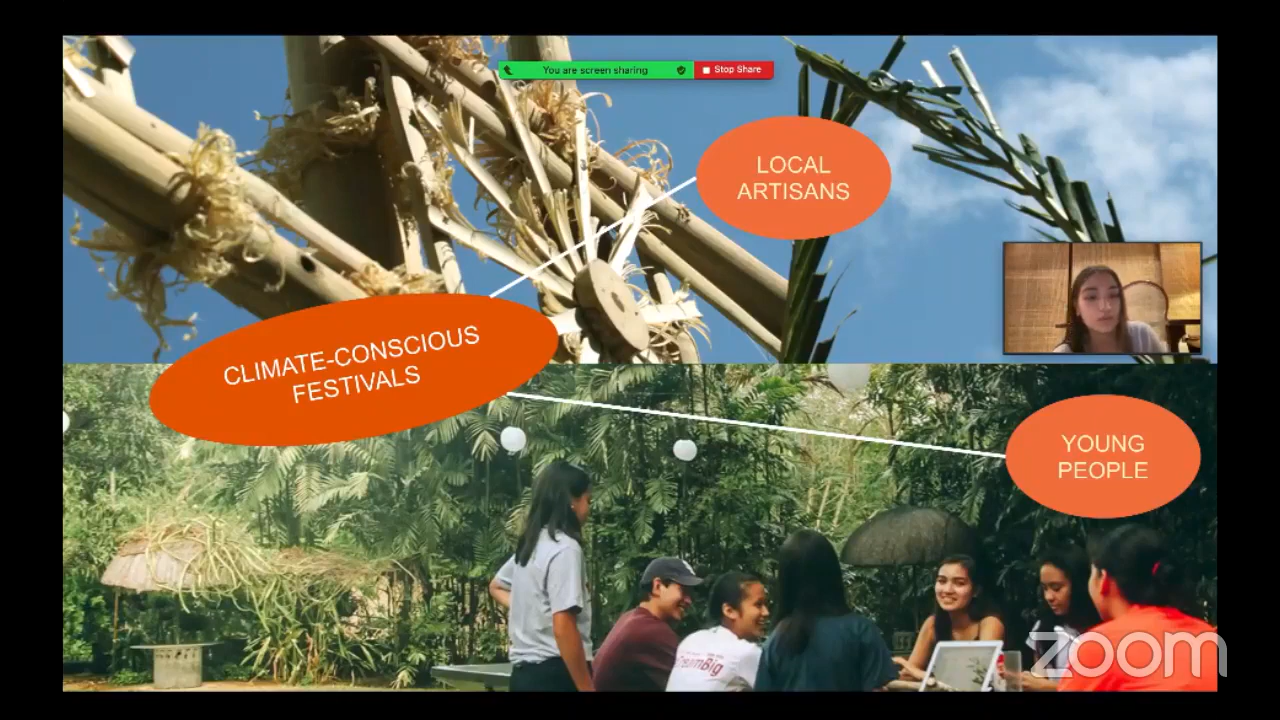 You are screen sharing
Stop Share
LOCAL
ARTISANS
CLIMATE-CONSCIOUS
FESTIVALS
YOUNG
PEOPLE
zoom